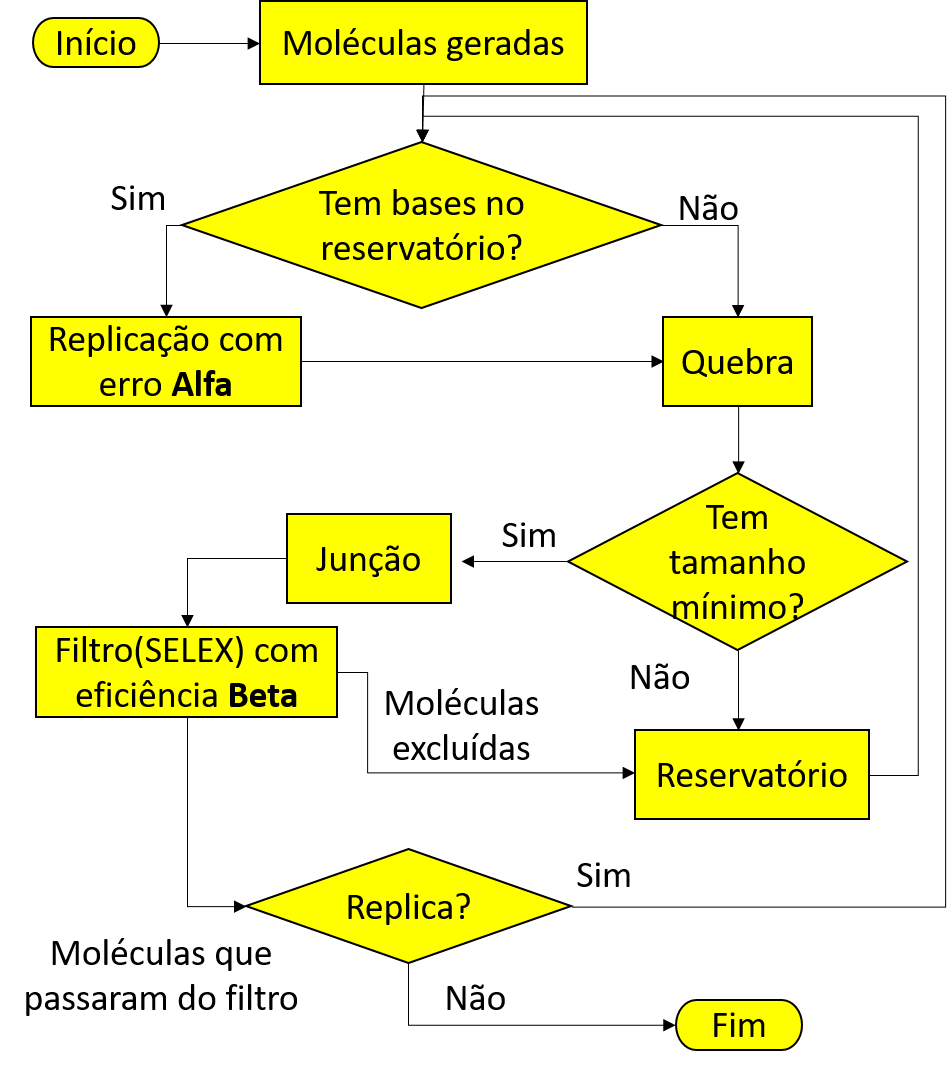 Início
Moléculas geradas
Sim
Tem bases no
reservatório?
Não
Replicação com
erro Alfa
Quebra
Tem
tamanho
mínimo?
Sim
Junção
Filtro(SELEX) com
eficiência Beta
Não
Moléculas
excluídas
Reservatório
Replica?
Sim
Moléculas que
passaram do filtro
Não
Fim